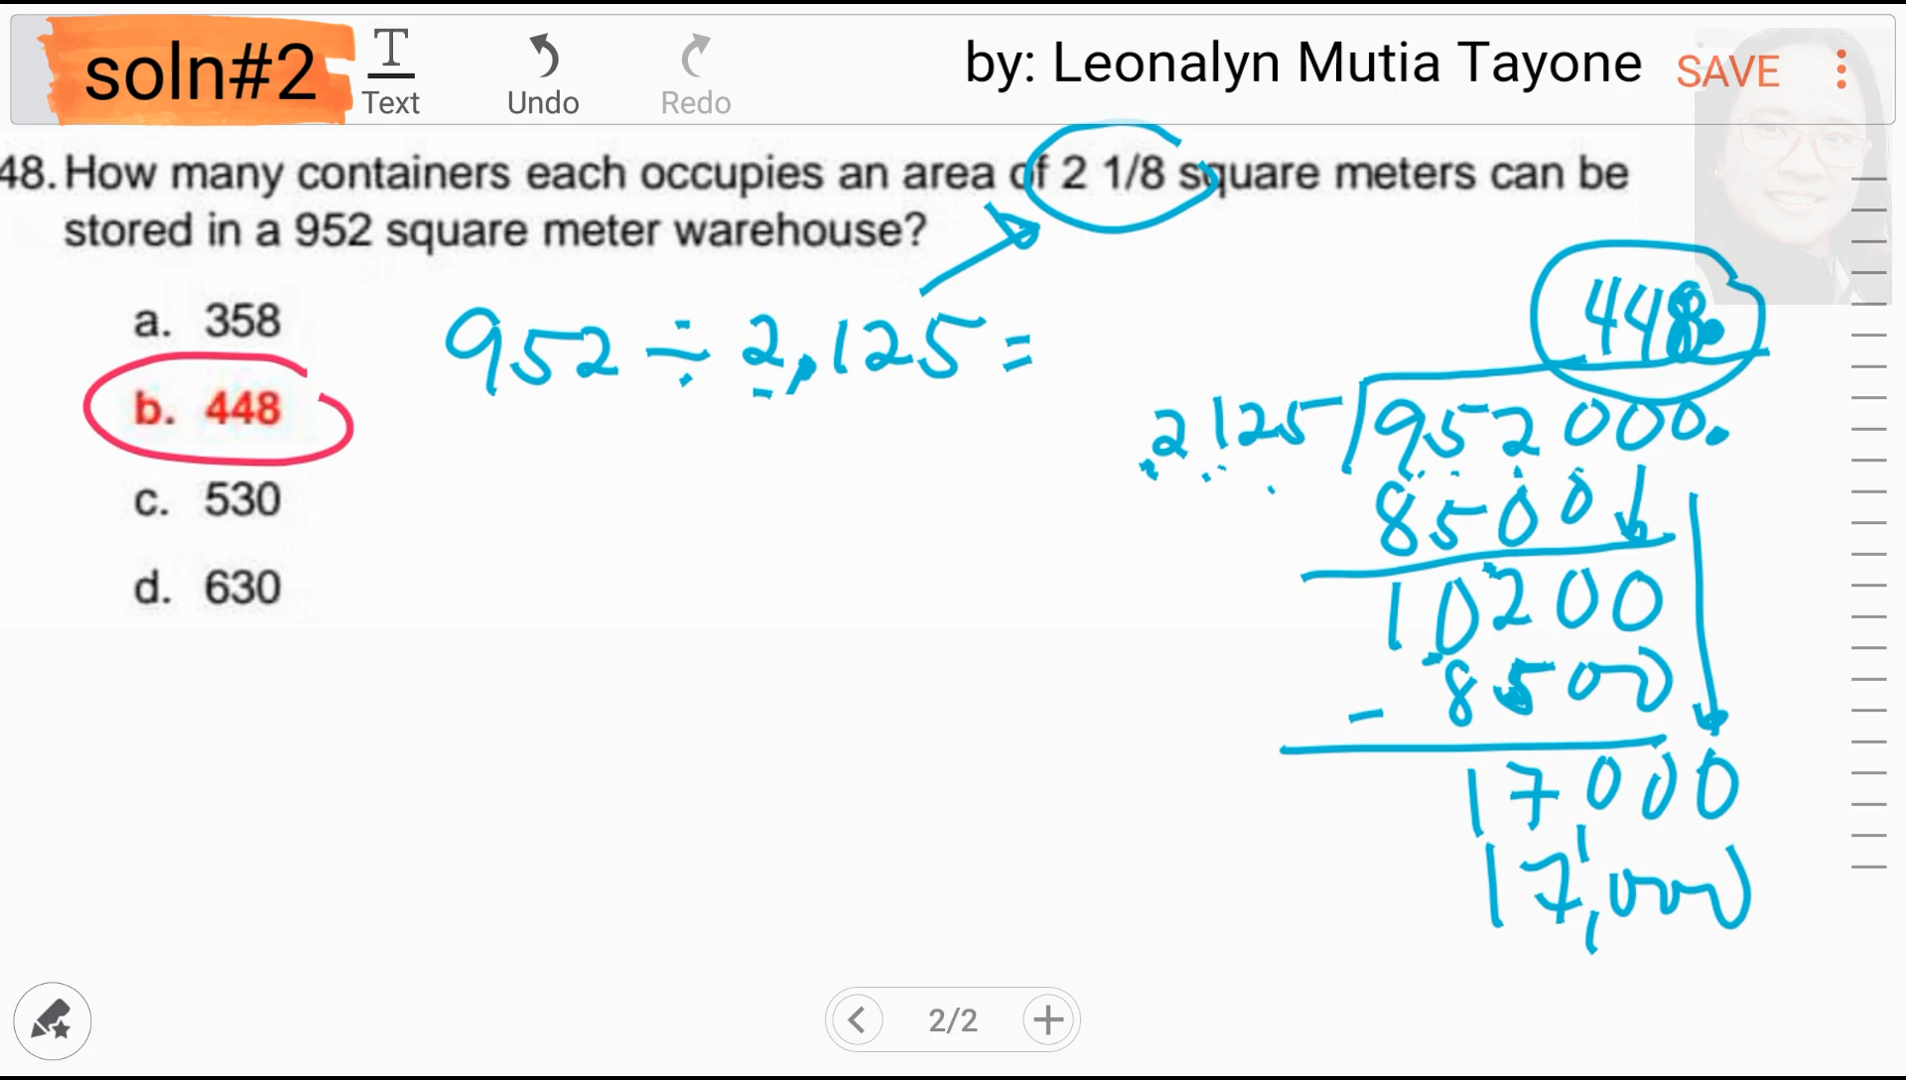 soln#2 Text Undo Redo by: Leonalyn Mutia Tayone SAVE
48. How many containers each occupies an area of 2 1/8 square meters can be
stored in a 952 square meter warehouse?
a. 358
b. 448
c. 530
d. 630
952 ÷ 2,125 =
448.
2125 952000.
8500
10200
- 8500
17000
17,000
2/2